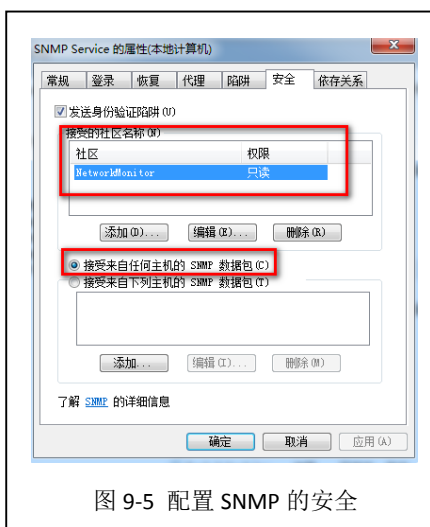 SNMP Service 的属性(本地计算机)
常规 登录 恢复 代理 陷阱 安全 依存关系
发送身份验证陷阱(U)
接受的社区名称(N)
社区 权限
NetworkMonitor 只读
添加(D)... 编辑(E)... 删除(R)
接受来自任何主机的 SNMP 数据包(C)
接受来自下列主机的 SNMP 数据包(T)
添加... 编辑(I)... 删除(M)
了解 SNMP 的详细信息
确定 取消 应用(A)
图 9-5 配置 SNMP 的安全